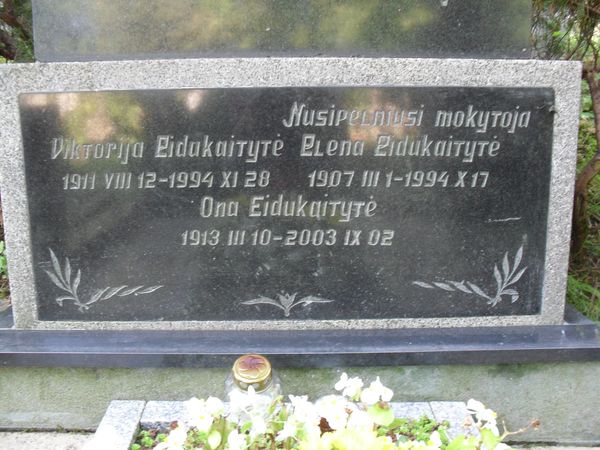 Nusipelniusi mokytoja
Viktorija Eidukaitytė Elena Eidukaitytė
1911 VIII 12-1994 XI 28 1907 III 1-1994 X 17
Ona Eidukaitytė
1913 III 10-2003 IX 02